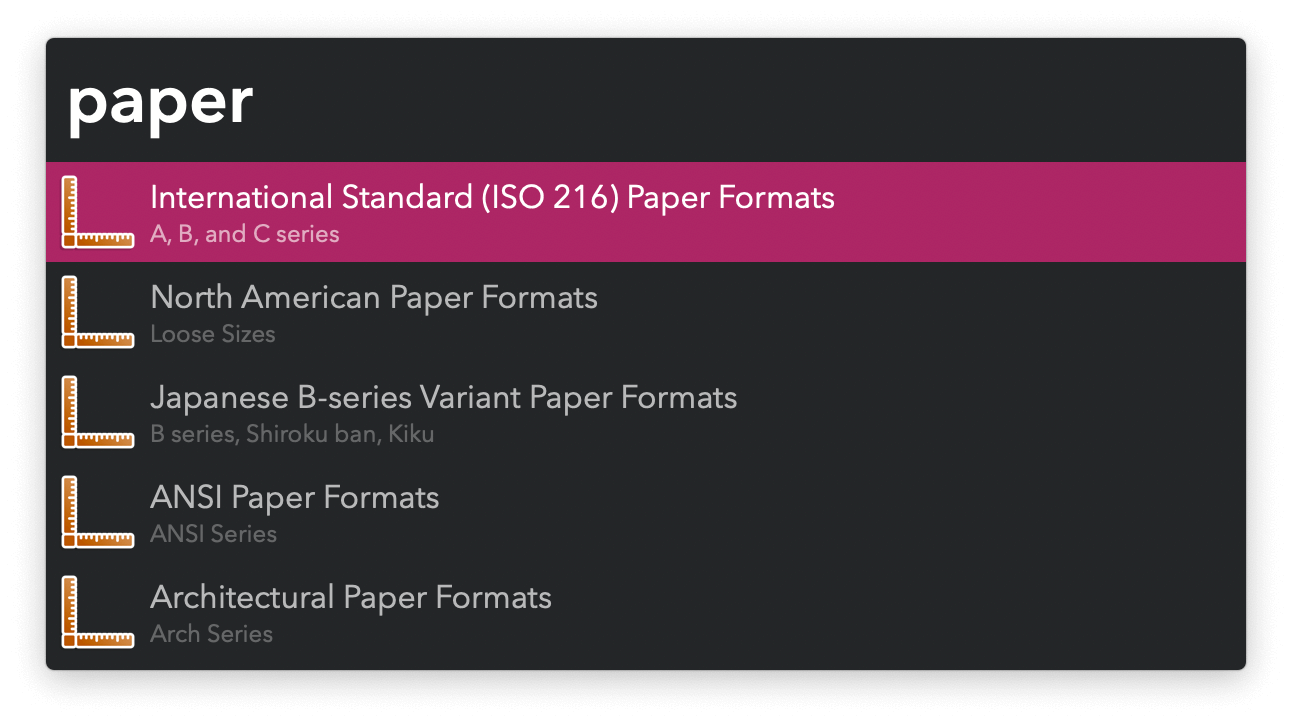 paper
International Standard (ISO 216) Paper Formats
A, B, and C series
North American Paper Formats
Loose Sizes
Japanese B-series Variant Paper Formats
B series, Shiroku ban, Kiku
ANSI Paper Formats
ANSI Series
Architectural Paper Formats
Arch Series